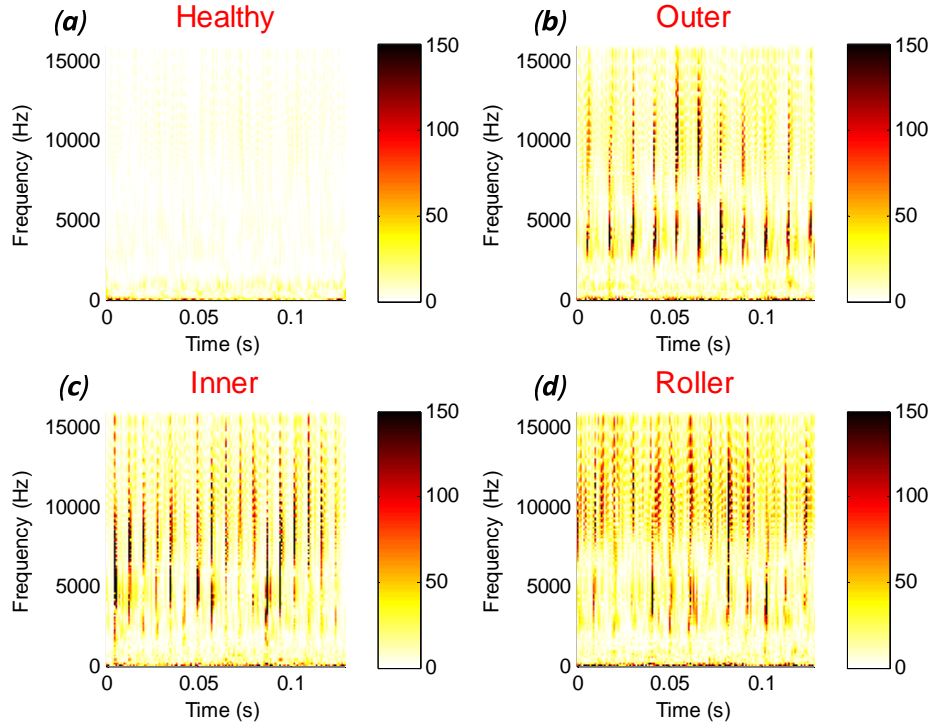 (a) Healthy
15000
10000
5000
0
Frequency (Hz)
0 0.05 0.1
Time (s)
150
100
50
0
(b) Outer
15000
10000
5000
0
Frequency (Hz)
0 0.05 0.1
Time (s)
150
100
50
0
(c) Inner
15000
10000
5000
0
Frequency (Hz)
0 0.05 0.1
Time (s)
150
100
50
0
(d) Roller
15000
10000
5000
0
Frequency (Hz)
0 0.05 0.1
Time (s)
150
100
50
0